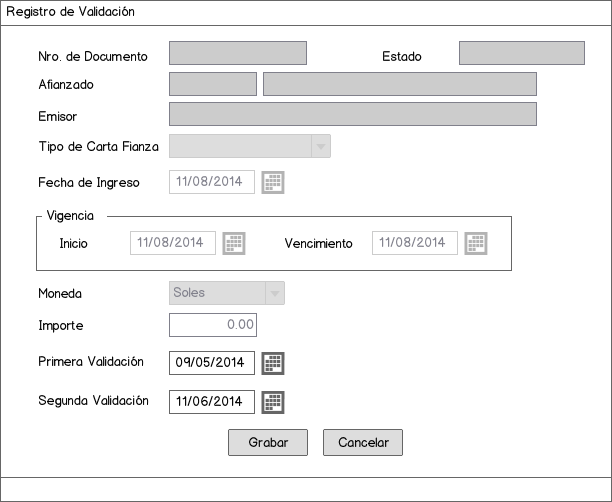 Registro de Validación
Nro. de Documento Estado
Afianzado
Emisor
Tipo de Carta Fianza
Fecha de Ingreso 11/08/2014
Vigencia
Inicio 11/08/2014 Vencimiento 11/08/2014
Moneda Soles
Importe 0.00
Primera Validación 09/05/2014
Segunda Validación 11/06/2014
Grabar Cancelar